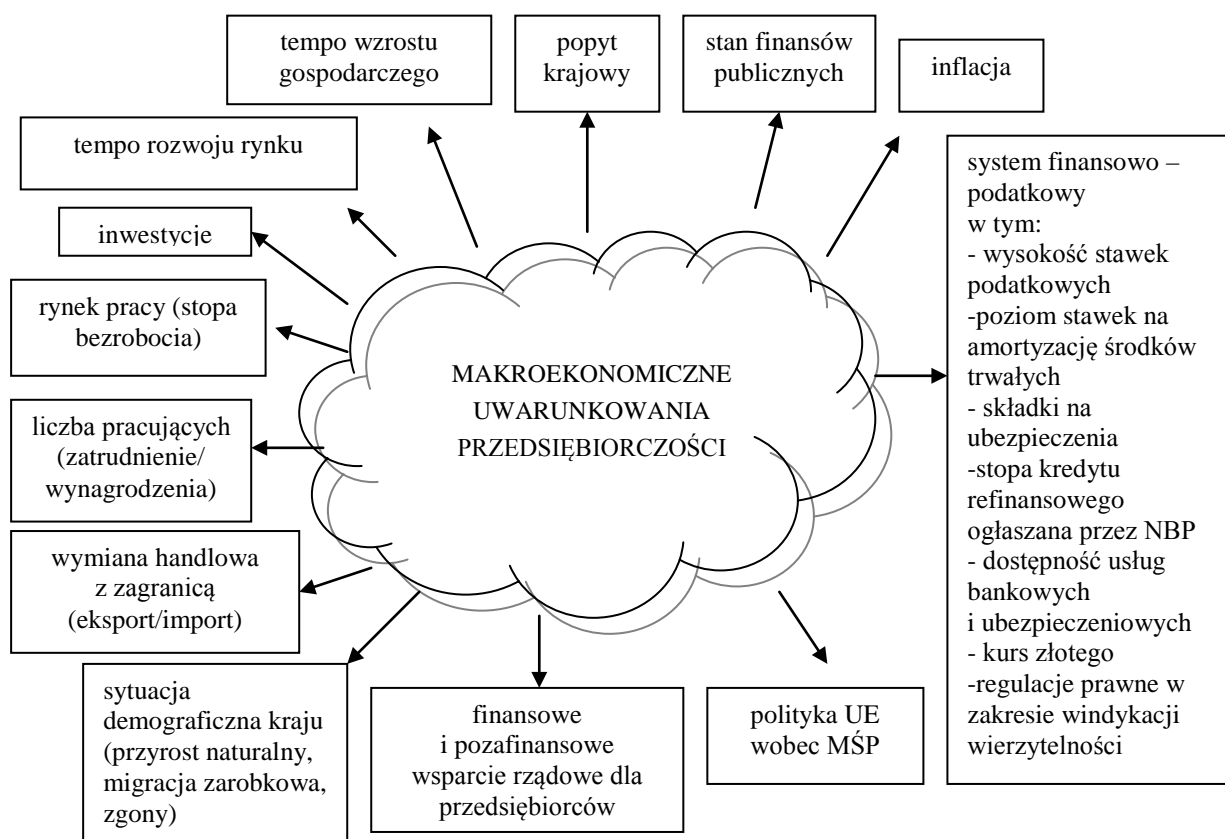 tempo wzrostu
gospodarczego
popyt
krajowy
stan finansów
publicznych
inflacja
tempo rozwoju rynku
inwestycje
rynek pracy (stopa
bezrobocia)
liczba pracujących
(zatrudnienie/
wynagrodzenia)
wymiana handlowa
z zagranicą
(eksport/import)
sytuacja
demograficzna kraju
(przyrost naturalny,
migracja zarobkowa,
zgony)
MAKROEKONOMICZNE
UWARUNKOWANIA
PRZEDSIĘBIORCZOŚCI
finansowe
i pozafinansowe
wsparcie rządowe dla
przedsiębiorców
polityka UE
wobec MŚP
system finansowo –
podatkowy
w tym:
- wysokość stawek
podatkowych
-poziom stawek na
amortyzację środków
trwałych
- składki na
ubezpieczenia
-stopa kredytu
refinansowego
ogłaszana przez NBP
- dostępność usług
bankowych
i ubezpieczeniowych
- kurs złotego
-regulacje prawne w
zakresie windykacji
wierzytelności